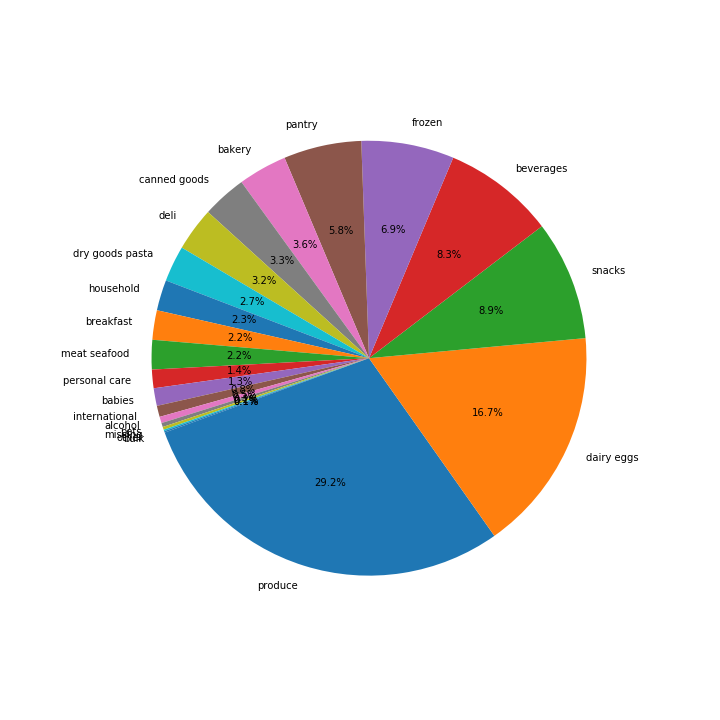 frozen
pantry
bakery
beverages
canned goods
deli
snacks
dry goods pasta
household
breakfast
meat seafood
personal care
babies
international
alcohol
bulk
dairy eggs
produce
5.8%
6.9%
3.6%
8.3%
3.3%
3.2%
2.7%
8.9%
2.3%
2.2%
2.2%
1.4%
1.3%
16.7%
29.2%